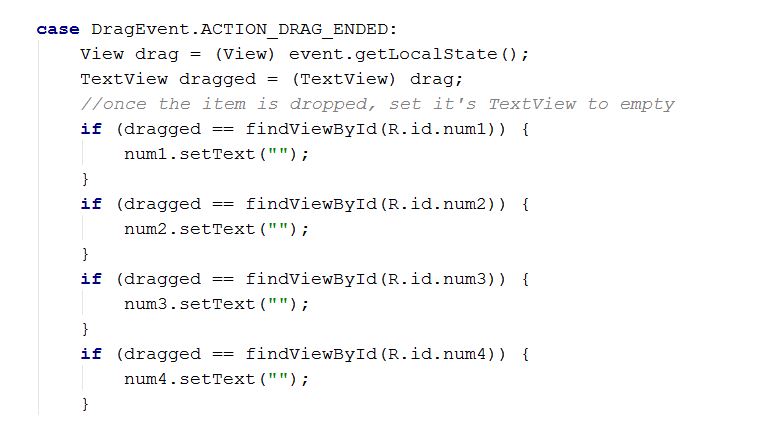 case DragEvent.ACTION_DRAG_ENDED:
    View drag = (View) event.getLocalState();
    TextView dragged = (TextView) drag;
    //once the item is dropped, set it's TextView to empty
    if (dragged == findViewById(R.id.num1)) {
        num1.setText("");
    }
    if (dragged == findViewById(R.id.num2)) {
        num2.setText("");
    }
    if (dragged == findViewById(R.id.num3)) {
        num3.setText("");
    }
    if (dragged == findViewById(R.id.num4)) {
        num4.setText("");
    }